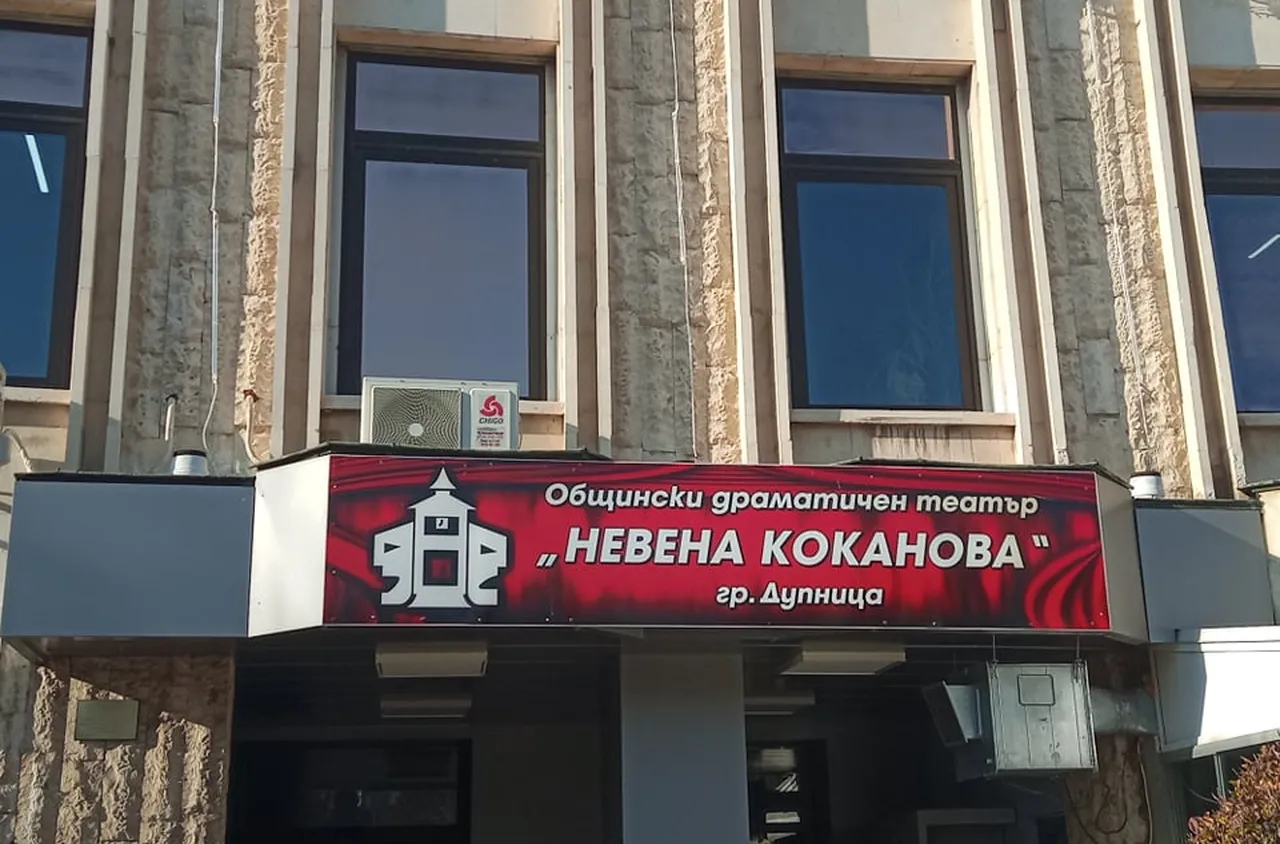 CHIGO
Общински драматичен театър
„НЕВЕНА КОКАНОВА"
гр. Дупница